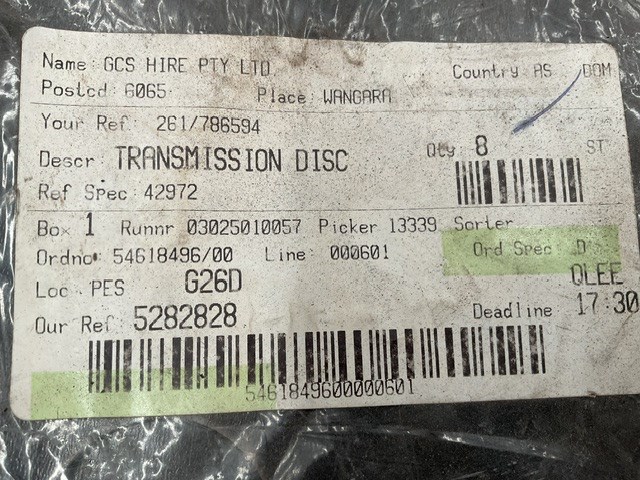 Name: GCS HIRE PTY LTD Country AS DOM
Postcd: 6065 Place: WANGARA
Your Ref: 261/786594
Descr: TRANSMISSION DISC Qty 8 ST
Ref Spec: 42972
Box 1 Runnr 03025010057 Picker 13339 Sorter
Ordno: 54618496/00 Line: 000601 Ord Spec D
Loc PES G26D QLEE
Our Ref: 5282828 Deadline 17:30
5461849600000601